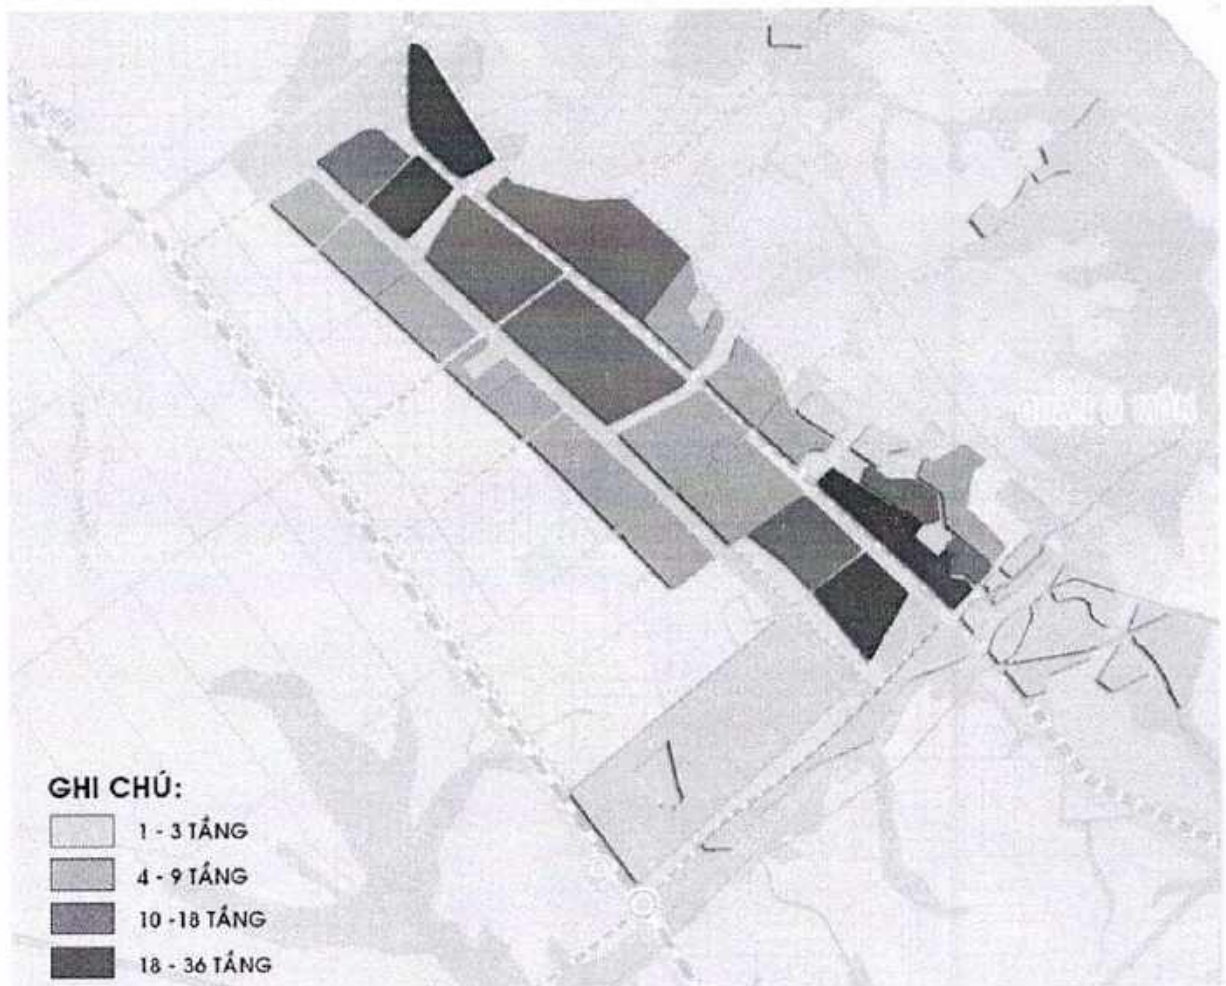 GHI CHÚ:
1 - 3 TẦNG
4 - 9 TẦNG
10 -18 TẦNG
18 - 36 TẦNG